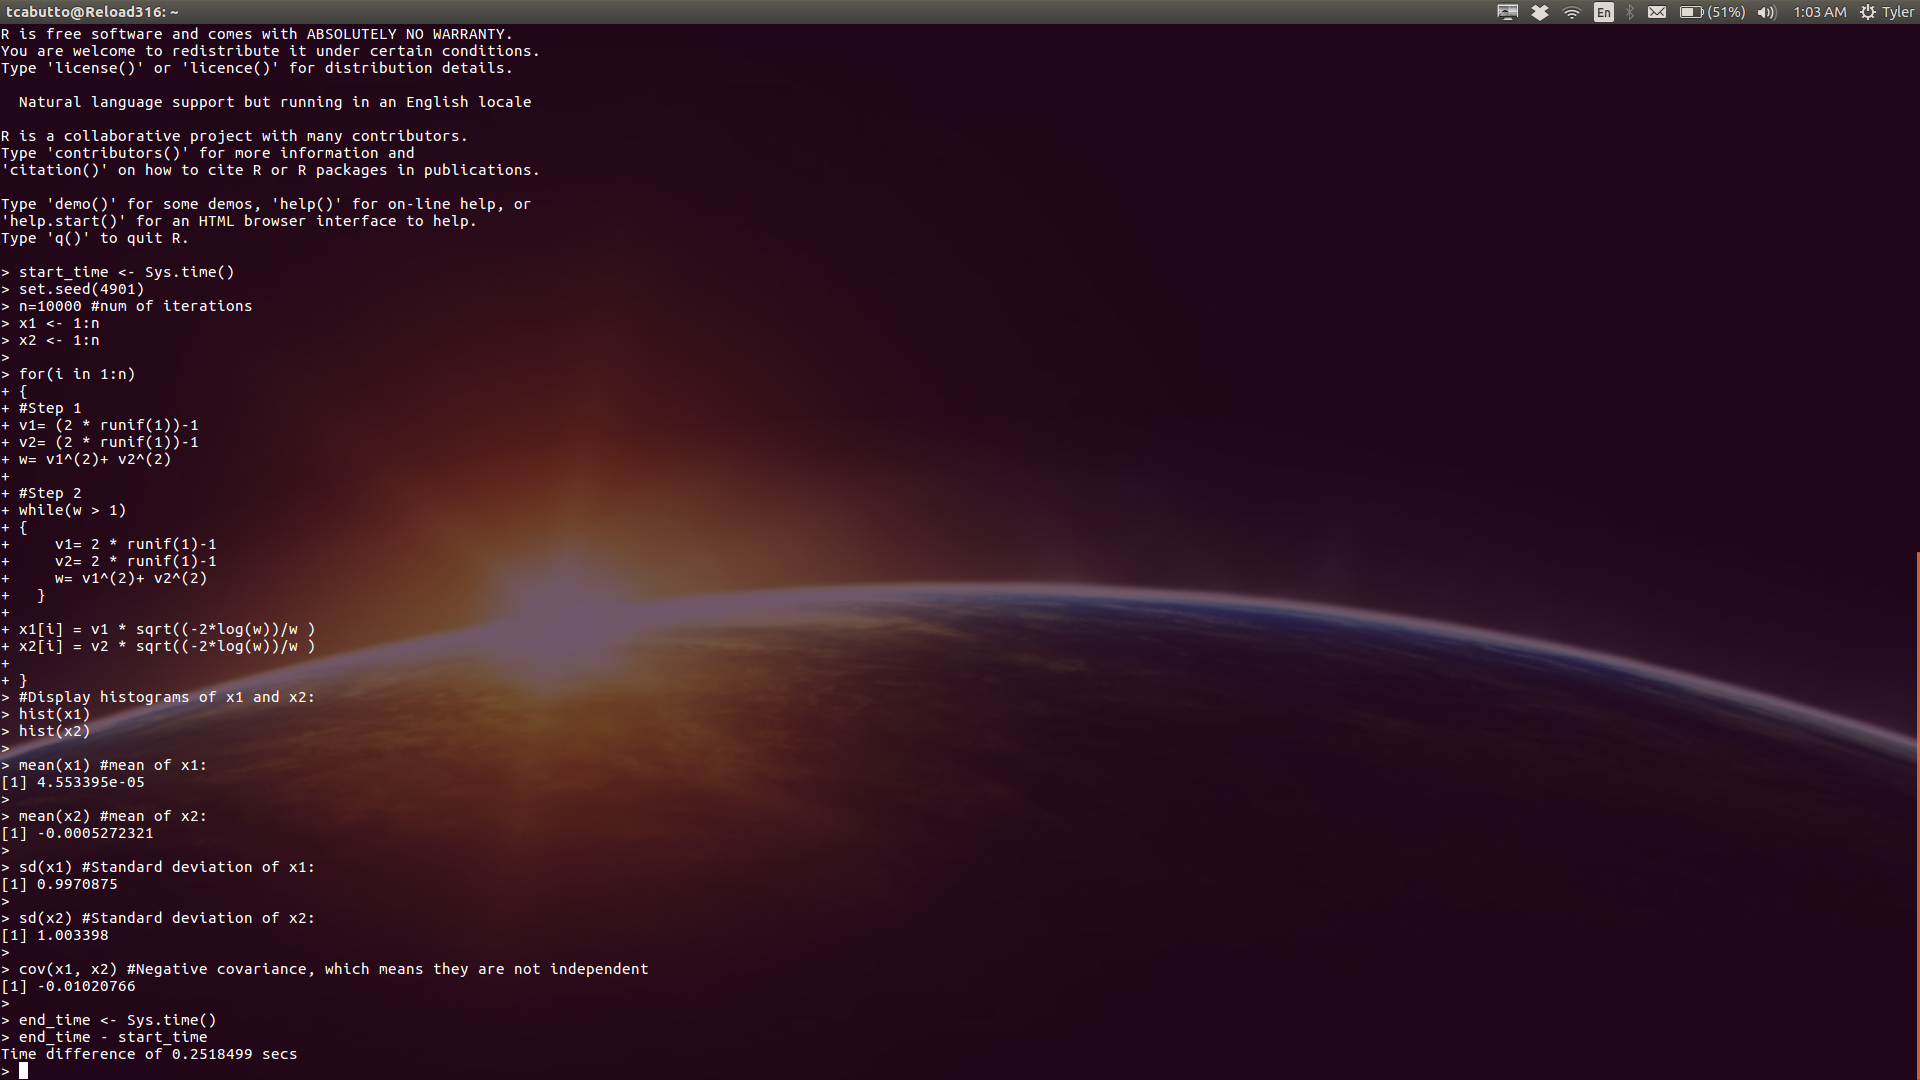 tcabutto@Reload316: ~
En (51%) 1:03 AM Tyler
R is free software and comes with ABSOLUTELY NO WARRANTY.
You are welcome to redistribute it under certain conditions.
Type 'license()' or 'licence()' for distribution details.
Natural language support but running in an English locale
R is a collaborative project with many contributors.
Type 'contributors()' for more information and
'citation()' on how to cite R or R packages in publications.
Type 'demo()' for some demos, 'help()' for on-line help, or
'help.start()' for an HTML browser interface to help.
Type 'q()' to quit R.
> start_time <- Sys.time()
> set.seed(4901)
> n=10000 #num of iterations
> x1 <- 1:n
> x2 <- 1:n
>
> for(i in 1:n)
+ {
+ #Step 1
+ v1= (2 * runif(1))-1
+ v2= (2 * runif(1))-1
+ w= v1^(2)+ v2^(2)
+
+ #Step 2
+ while(w > 1)
+ {
+     v1= 2 * runif(1)-1
+     v2= 2 * runif(1)-1
+     w= v1^(2)+ v2^(2)
+   }
+
+ x1[i] = v1 * sqrt((-2*log(w))/w )
+ x2[i] = v2 * sqrt((-2*log(w))/w )
+
+ }
> #Display histograms of x1 and x2:
> hist(x1)
> hist(x2)
>
> mean(x1) #mean of x1:
[1] 4.553395e-05
>
> mean(x2) #mean of x2:
[1] -0.0005272321
>
> sd(x1) #Standard deviation of x1:
[1] 0.9970875
>
> sd(x2) #Standard deviation of x2:
[1] 1.003398
>
> cov(x1, x2) #Negative covariance, which means they are not independent
[1] -0.01020766
>
> end_time <- Sys.time()
> end_time - start_time
Time difference of 0.2518499 secs
>